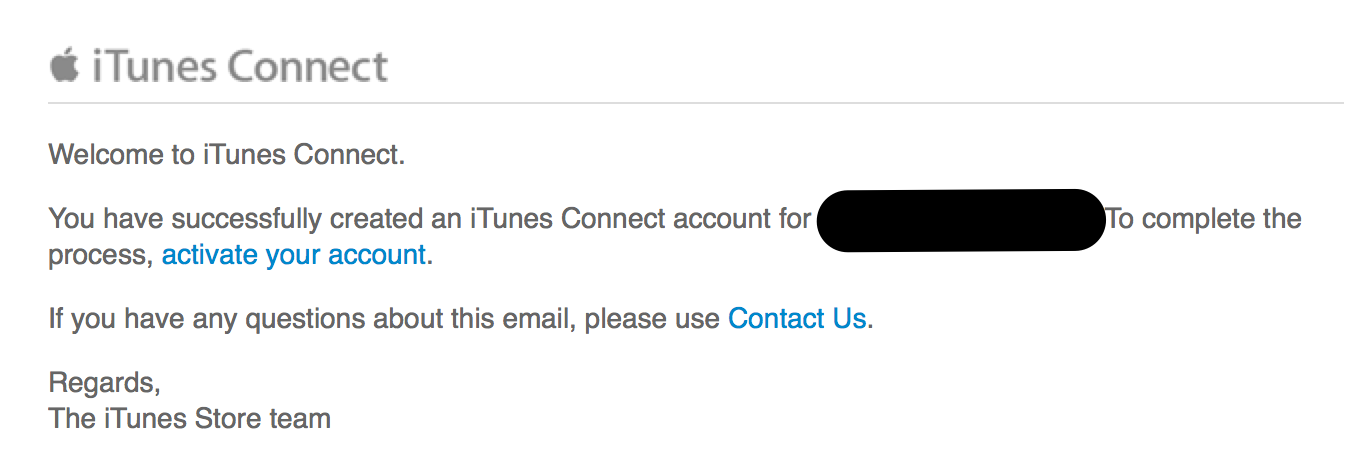 iTunes Connect
Welcome to iTunes Connect.
You have successfully created an iTunes Connect account for To complete the
process, activate your account.
If you have any questions about this email, please use Contact Us.
Regards,
The iTunes Store team